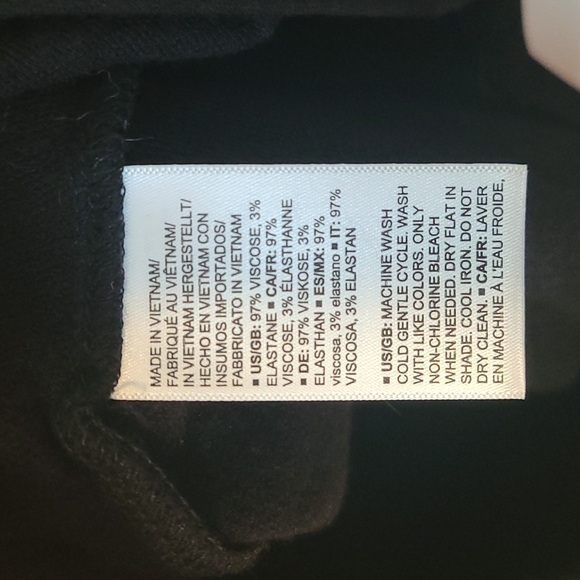 MADE IN VIETNAM/
FABRIQUÉ AU VIÊTNAM/
IN VIETNAM HERGESTELLT/
HECHO EN VIETNAM CON
INSUMOS IMPORTADOS/
FABBRICATO IN VIETNAM
▪ US/GB: 97% VISCOSE, 3%
ELASTANE ▪ CA/FR: 97%
VISCOSE, 3% ÉLASTHANNE
▪ DE: 97% VISKOSE, 3%
ELASTHAN ▪ ES/MX: 97%
viscosa, 3% elastano ▪ IT: 97%
VISCOSA, 3% ELASTAN
▪ US/GB: MACHINE WASH
COLD GENTLE CYCLE. WASH
WITH LIKE COLORS. ONLY
NON-CHLORINE BLEACH
WHEN NEEDED. DRY FLAT IN
SHADE. COOL IRON. DO NOT
DRY CLEAN. ▪ CA/FR: LAVER
EN MACHINE À L'EAU FROIDE,